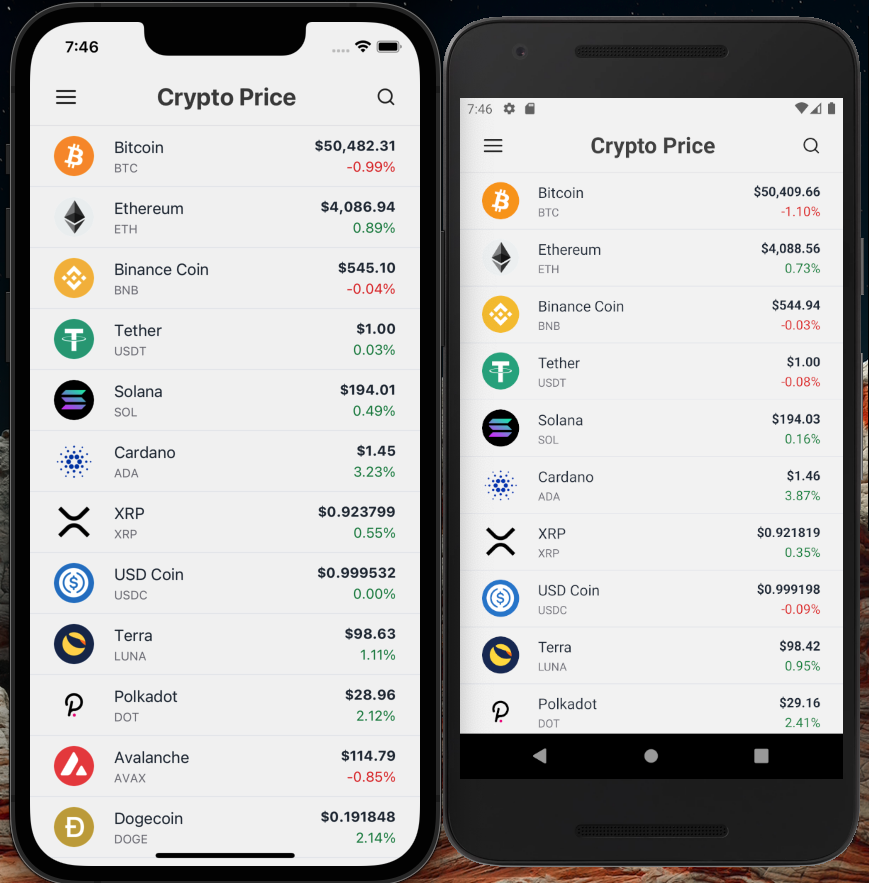 7:46
Crypto Price
Bitcoin $50,482.31
BTC -0.99%
Ethereum $4,086.94
ETH 0.89%
Binance Coin $545.10
BNB -0.04%
Tether $1.00
USDT 0.03%
Solana $194.01
SOL 0.49%
Cardano $1.45
ADA 3.23%
XRP $0.923799
XRP 0.55%
USD Coin $0.999532
USDC 0.00%
Terra $98.63
LUNA 1.11%
Polkadot $28.96
DOT 2.12%
Avalanche $114.79
AVAX -0.85%
Dogecoin $0.191848
DOGE 2.14%
7:46
Crypto Price
Bitcoin $50,409.66
BTC -1.10%
Ethereum $4,088.56
ETH 0.73%
Binance Coin $544.94
BNB -0.03%
Tether $1.00
USDT -0.08%
Solana $194.03
SOL 0.16%
Cardano $1.46
ADA 3.87%
XRP $0.921819
XRP 0.35%
USD Coin $0.999198
USDC -0.09%
Terra $98.42
LUNA 0.95%
Polkadot $29.16
DOT 2.41%